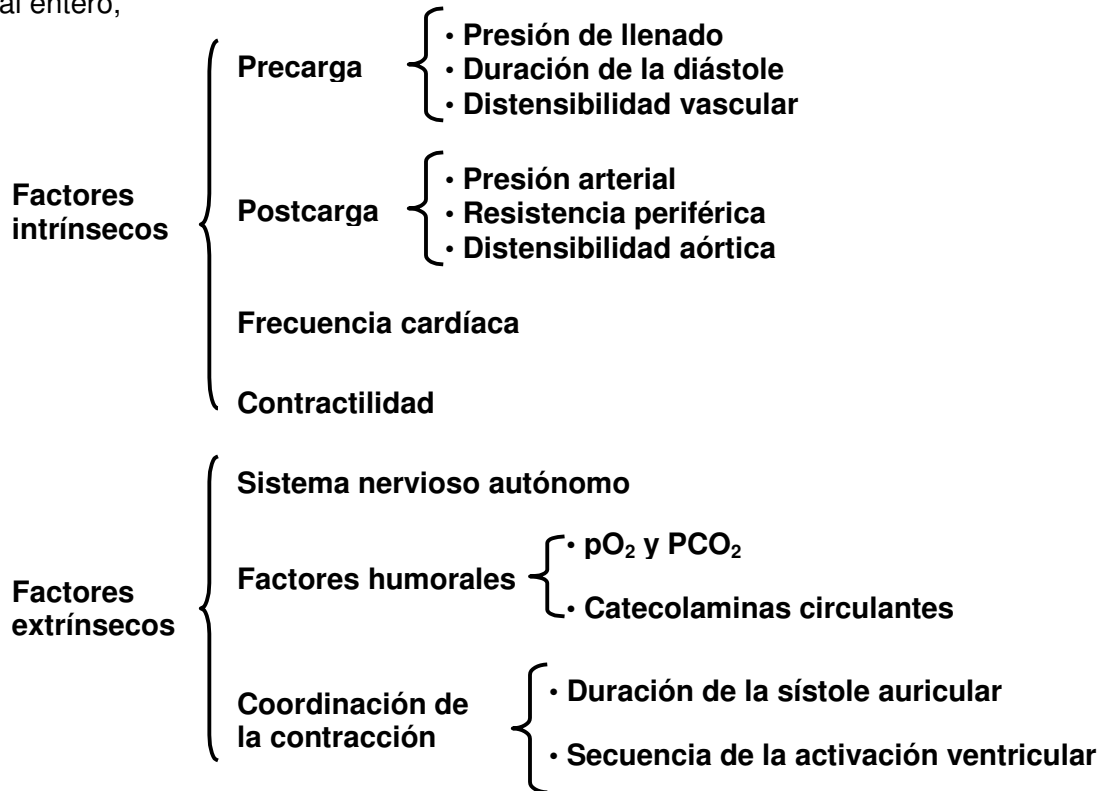 al entero,
Precarga
• Presión de llenado
• Duración de la diástole
• Distensibilidad vascular
Factores
intrínsecos
Postcarga
• Presión arterial
• Resistencia periférica
• Distensibilidad aórtica
Frecuencia cardíaca
Contractilidad
Factores
extrínsecos
Sistema nervioso autónomo
Factores humorales
• pO₂ y PCO₂
• Catecolaminas circulantes
Coordinación de
la contracción
• Duración de la sístole auricular
• Secuencia de la activación ventricular